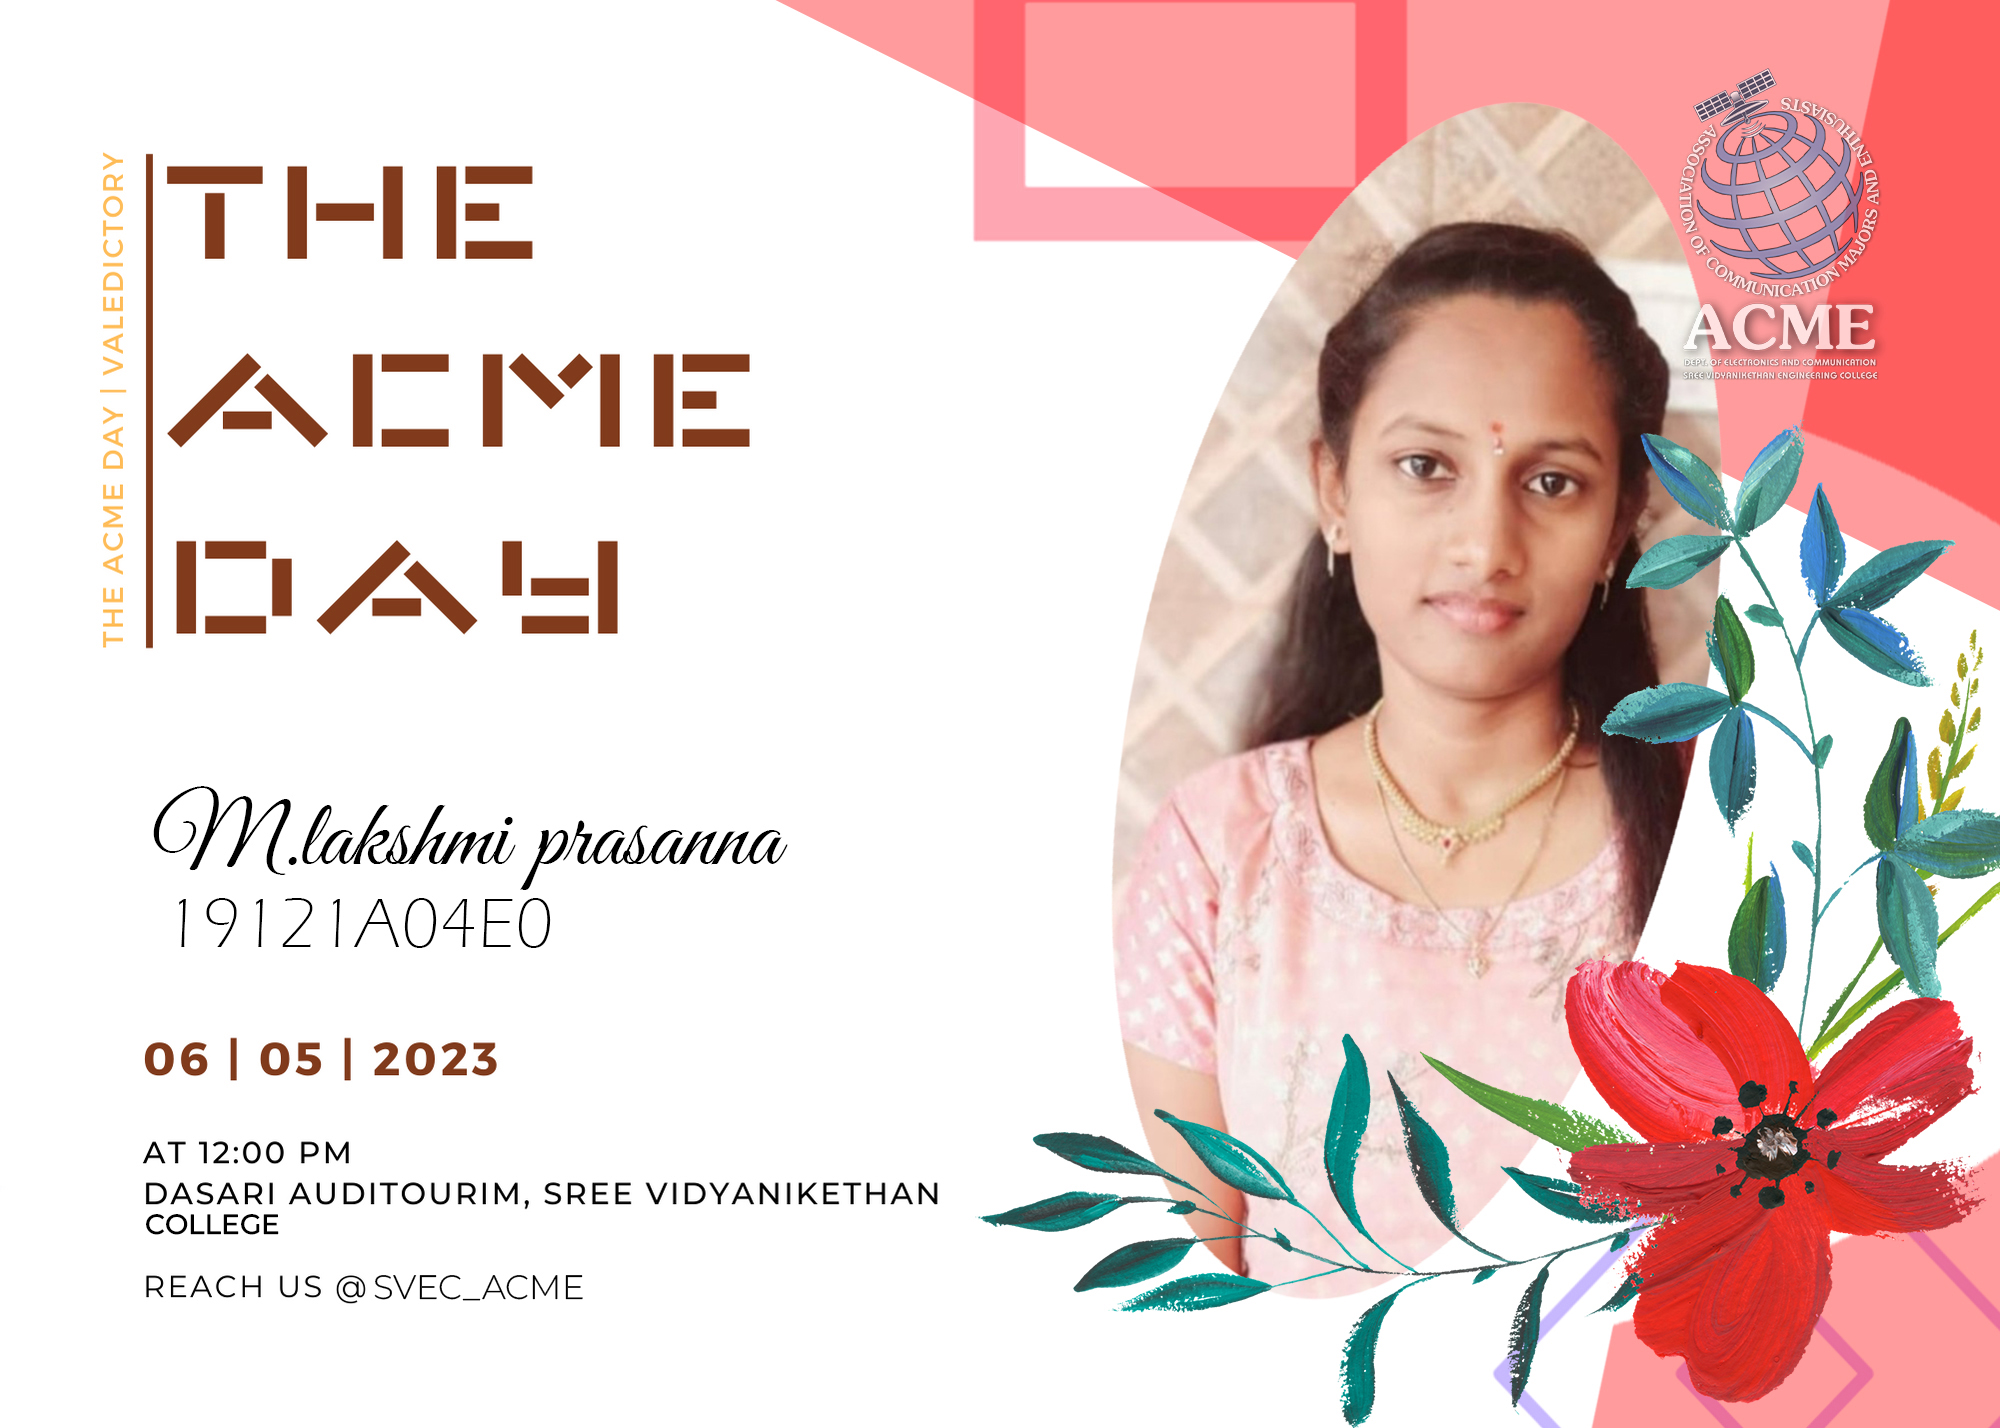 THE ACME DAY | VALEDICTORY
THE
ACME
DAY
M.lakshmi prasanna
19121A04E0
06 | 05 | 2023
AT 12:00 PM
DASARI AUDITOURIM, SREE VIDYANIKETHAN
COLLEGE
REACH US @SVEC_ACME
ASSOCIATION OF COMMUNICATION MAJORS AND ENTHUSIASTS
ACME
DEPT. OF ELECTRONICS AND COMMUNICATION
SREE VIDYANIKETHAN ENGINEERING COLLEGE